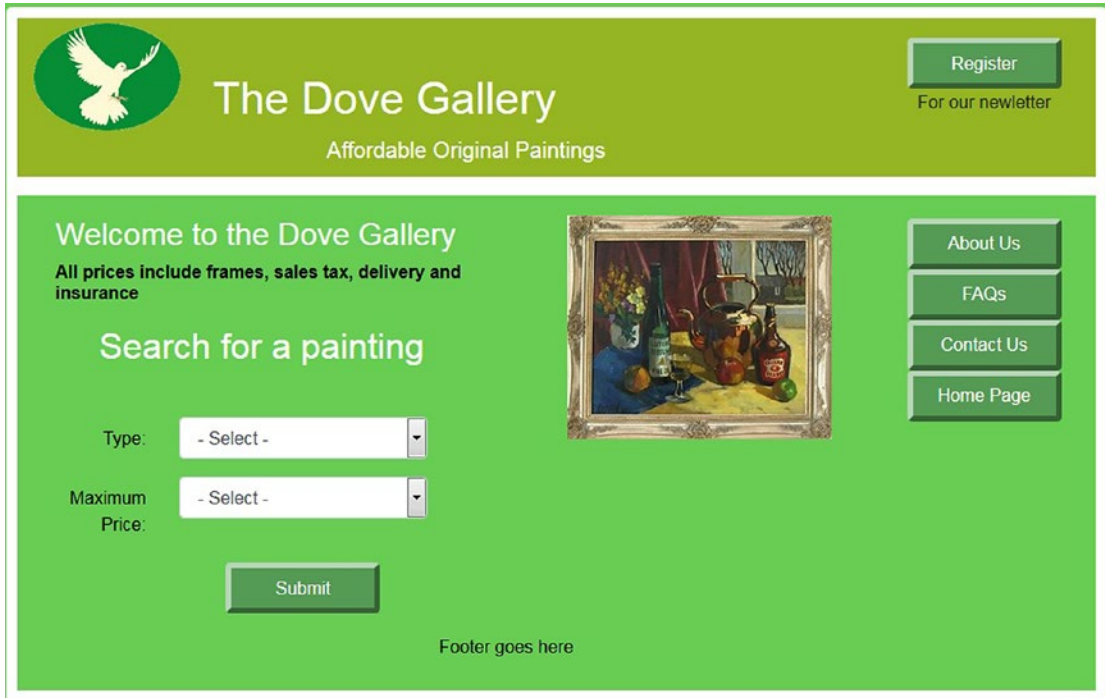 The Dove Gallery
Affordable Original Paintings
Register
For our newletter
Welcome to the Dove Gallery
All prices include frames, sales tax, delivery and
insurance
Search for a painting
Type:
- Select -
Maximum
Price:
- Select -
Submit
About Us
FAQs
Contact Us
Home Page
Footer goes here